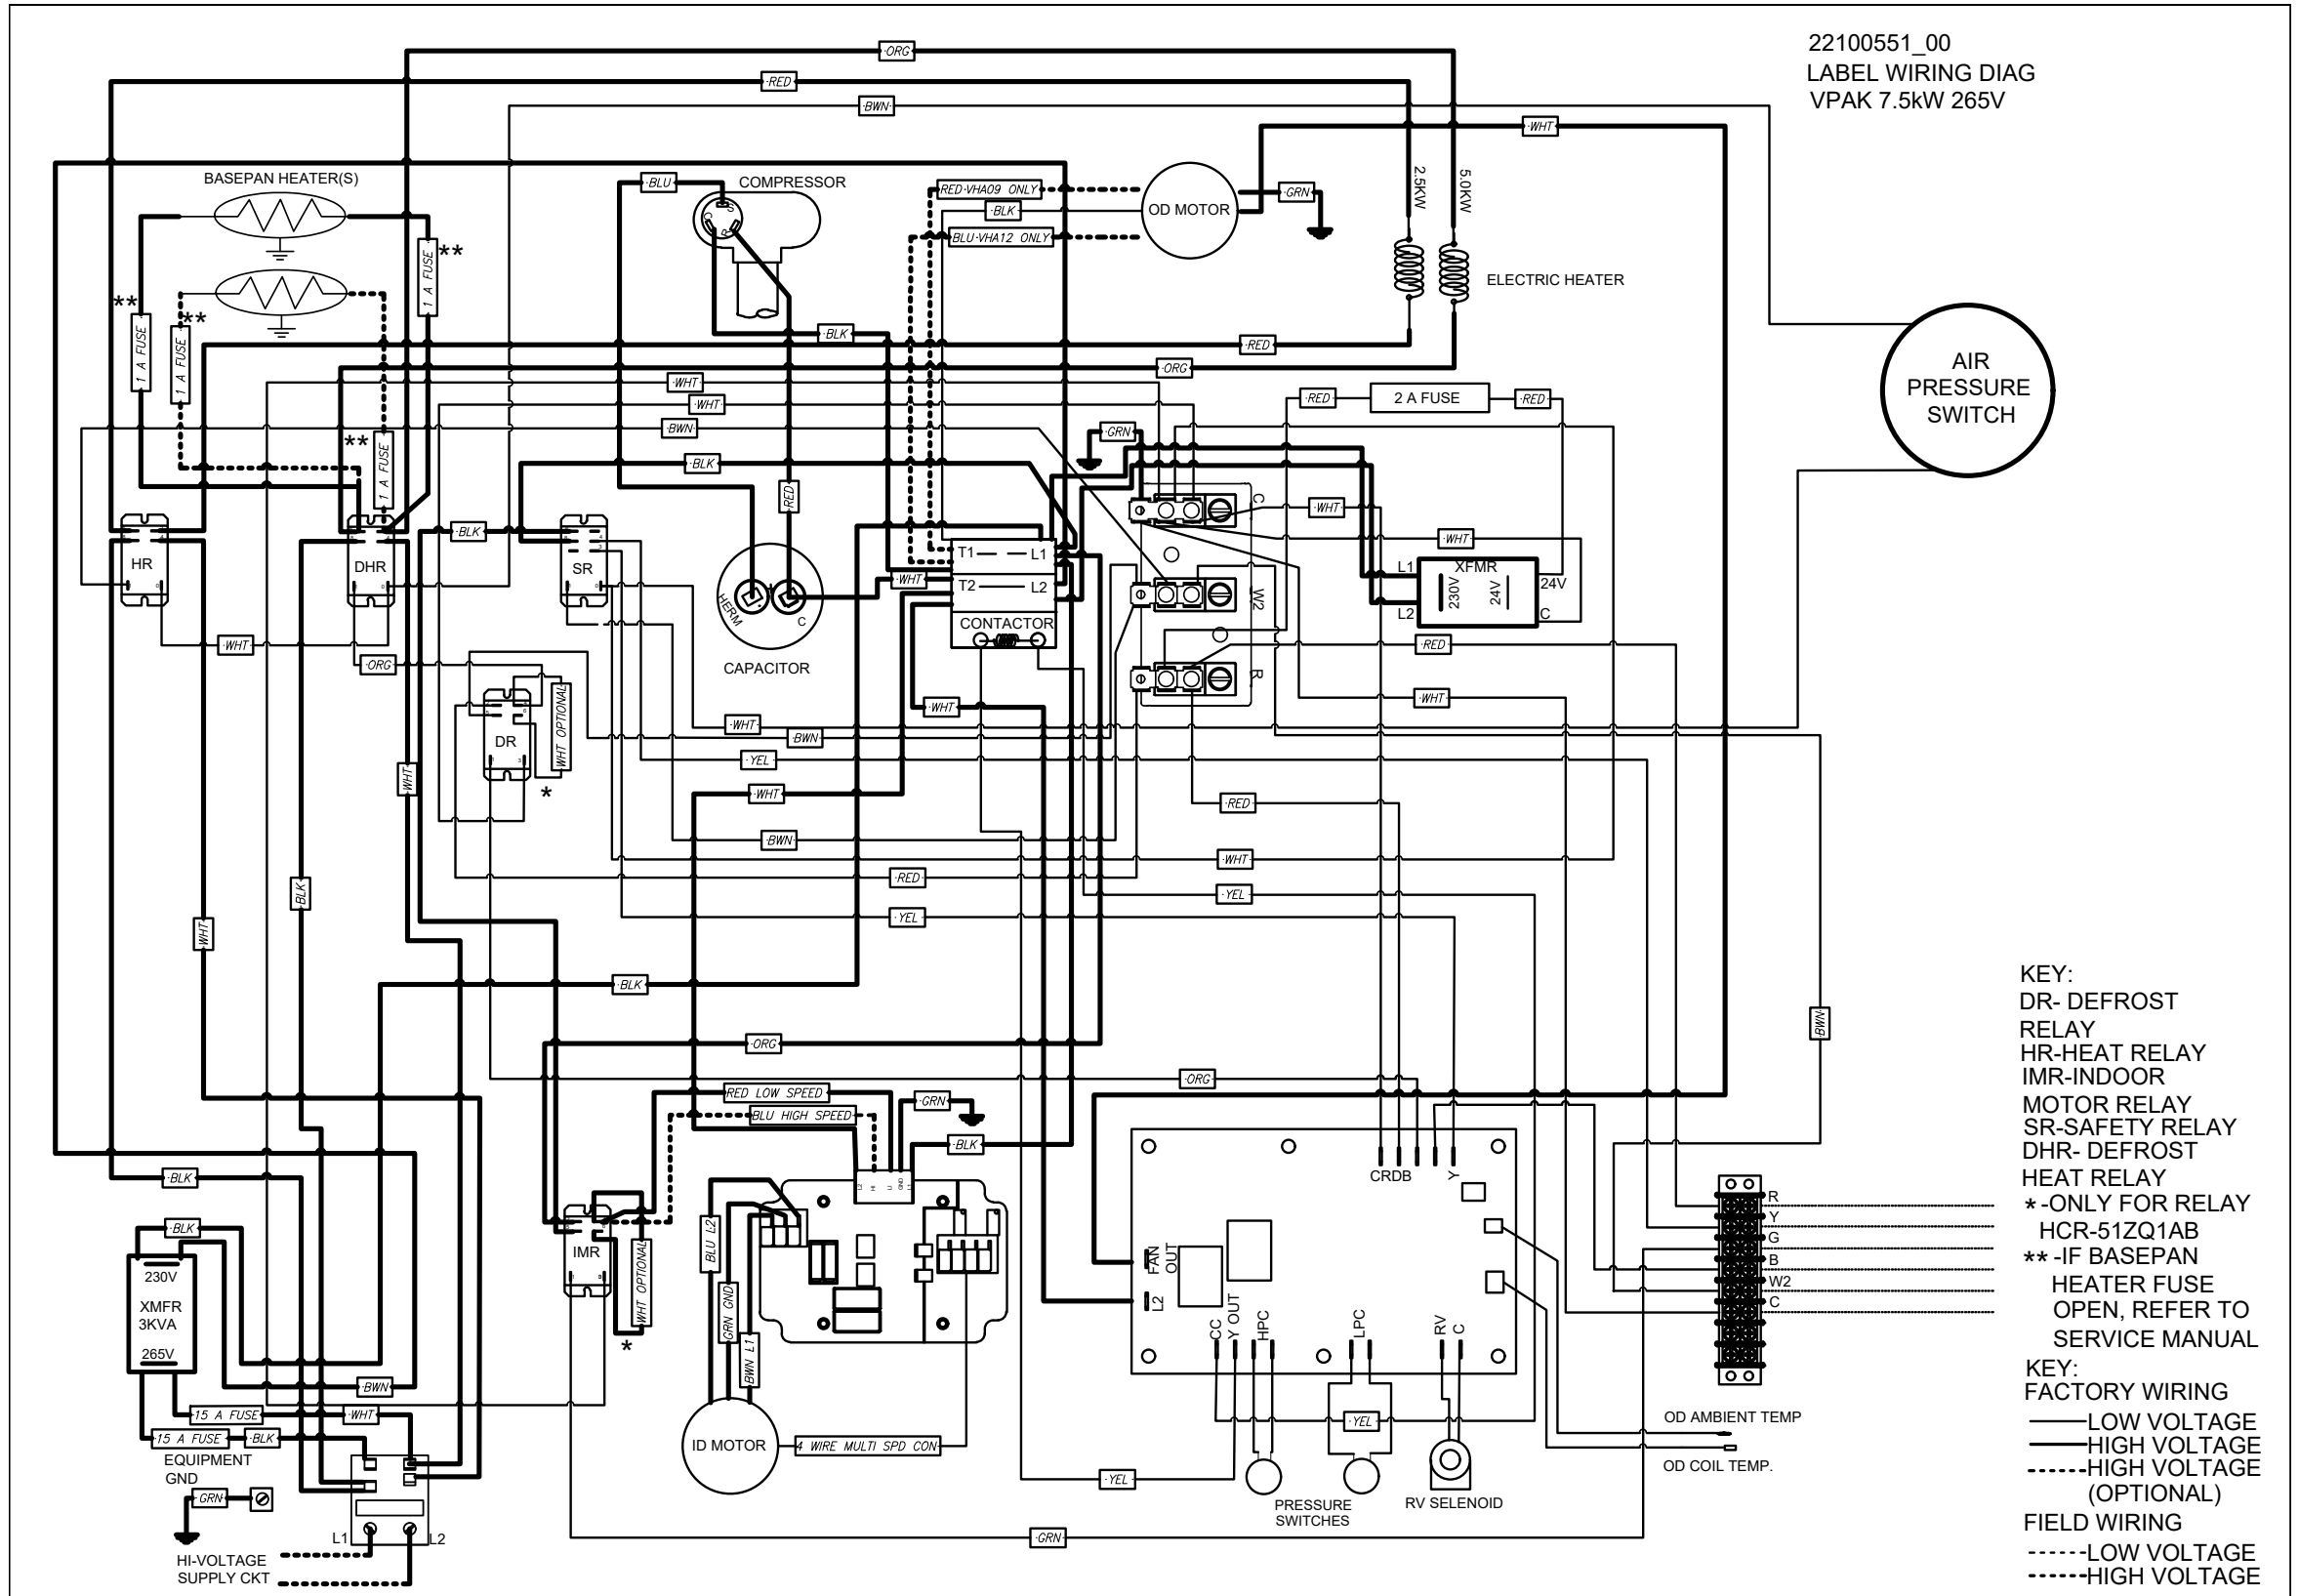 22100551_00
LABEL WIRING DIAG
VPAK 7.5kW 265V
ORG
RED
BWN
WHT
BASEPAN HEATER(S)
BLU
COMPRESSOR
S
C
R
RED-VHA09 ONLY
BLK
BLU-VHA12 ONLY
OD MOTOR
GRN
2.5KW
5.0KW
ELECTRIC HEATER
1 A FUSE
**
**
1 A FUSE
**
1 A FUSE
**
1 A FUSE
BLK
RED
ORG
WHT
WHT
BWN
BLK
RED
2 A FUSE
RED
GRN
AIR
PRESSURE
SWITCH
RED
BLK
C
WHT
WHT
HR
DHR
SR
HERM
C
CAPACITOR
WHT
T1
L1
T2
L2
CONTACTOR
W2
R
L1
XFMR
230V
24V
24V
L2
C
RED
WHT
WHT
ORG
DR
WHT OPTIONAL
*
WHT
WHT
BWN
YEL
WHT
WHT
BWN
RED
WHT
RED
YEL
YEL
BLK
WHT
BLK
BWN
ORG
ORG
RED LOW SPEED
BLU HIGH SPEED
GRN
BLK
L2
H
GND
BLK
BLK
230V
XMFR
3KVA
265V
BWN
15 A FUSE
WHT
15 A FUSE
BLK
EQUIPMENT
GND
GRN
L1
L2
HI-VOLTAGE
SUPPLY CKT
IMR
WHT OPTIONAL
*
BLU L2
GRN GND
BWN L1
ID MOTOR
4 WIRE MULTI SPD CON
CRDB
Y
FAN
OUT
L2
CC
Y OUT
HPC
LPC
RV
C
YEL
YEL
PRESSURE
SWITCHES
RV SELENOID
GRN
OD AMBIENT TEMP
OD COIL TEMP.
R
Y
G
B
W2
C
KEY:
DR- DEFROST
RELAY
HR-HEAT RELAY
IMR-INDOOR
MOTOR RELAY
SR-SAFETY RELAY
DHR- DEFROST
HEAT RELAY
* -ONLY FOR RELAY
HCR-51ZQ1AB
** -IF BASEPAN
HEATER FUSE
OPEN, REFER TO
SERVICE MANUAL
KEY:
FACTORY WIRING
LOW VOLTAGE
HIGH VOLTAGE
HIGH VOLTAGE
(OPTIONAL)
FIELD WIRING
LOW VOLTAGE
HIGH VOLTAGE